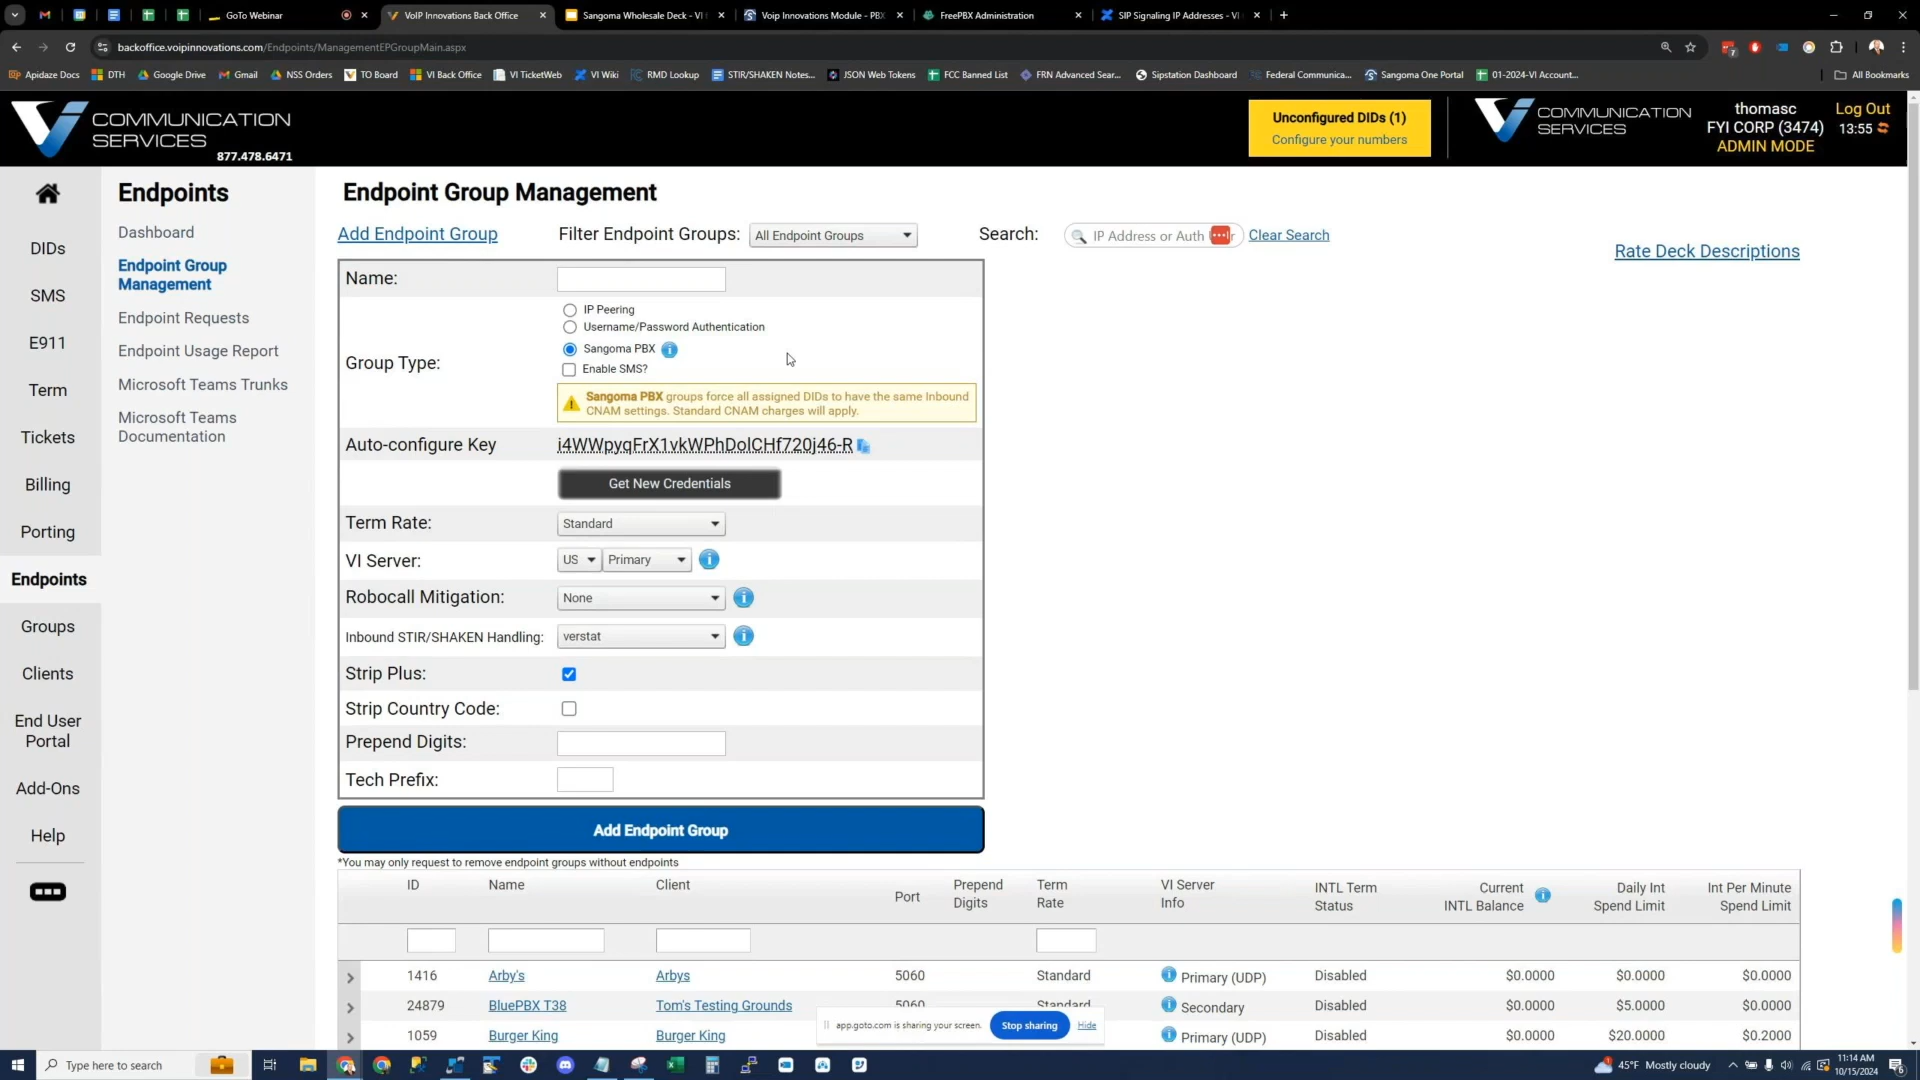 GoTo Webinar
VoIP Innovations Back Office
Sangoma Wholesale Deck - VI
Voip Innovations Module - PBX
FreePBX Administration
SIP Signaling IP Addresses - VI
backoffice.voipinnovations.com/Endpoints/ManagementEPGroupMain.aspx
Apidaze Docs
DTH
Google Drive
Gmail
NSS Orders
TO Board
VI Back Office
VI TicketWeb
VI Wiki
RMD Lookup
STIR/SHAKEN Notes...
JSON Web Tokens
FCC Banned List
FRN Advanced Sear...
Sipstation Dashboard
Federal Communica...
Sangoma One Portal
01-2024-VI Account...
All Bookmarks
COMMUNICATION
SERVICES
877.478.6471
Unconfigured DIDs (1)
Configure your numbers
COMMUNICATIONS
SERVICES
thomasc
FYI CORP (3474)
ADMIN MODE
Log Out
13:55
DIDs
SMS
E911
Term
Tickets
Billing
Porting
Endpoints
Groups
Clients
End User
Portal
Add-Ons
Help
Endpoints
Dashboard
Endpoint Group
Management
Endpoint Requests
Endpoint Usage Report
Microsoft Teams Trunks
Microsoft Teams
Documentation
Endpoint Group Management
Add Endpoint Group
Filter Endpoint Groups:
All Endpoint Groups
Search:
IP Address or Auth
Clear Search
Rate Deck Descriptions
Name:
Group Type:
IP Peering
Username/Password Authentication
Sangoma PBX
Enable SMS?
Sangoma PBX groups force all assigned DIDs to have the same Inbound
CNAM settings. Standard CNAM charges will apply.
Auto-configure Key
i4WWpyqFrX1vkWPhDolCHf720j46-R
Get New Credentials
Term Rate:
Standard
VI Server:
US
Primary
Robocall Mitigation:
None
Inbound STIR/SHAKEN Handling:
verstat
Strip Plus:
Strip Country Code:
Prepend Digits:
Tech Prefix:
Add Endpoint Group
*You may only request to remove endpoint groups without endpoints
ID
Name
Client
Port
Prepend
Digits
Term
Rate
VI Server
Info
INTL Term
Status
Current
INTL Balance
Daily Int
Spend Limit
Int Per Minute
Spend Limit
1416 Arby's Arbys 5060 Standard Primary (UDP) Disabled $0.0000 $0.0000 $0.0000
24879 BluePBX T38 Tom's Testing Grounds 5060 Standard Secondary Disabled $0.0000 $5.0000 $0.0000
1059 Burger King Burger King Primary (UDP) Disabled $0.0000 $20.0000 $0.2000
app.goto.com is sharing your screen.
Stop sharing
Hide
Type here to search
45°F Mostly cloudy
11:14 AM
10/15/2024